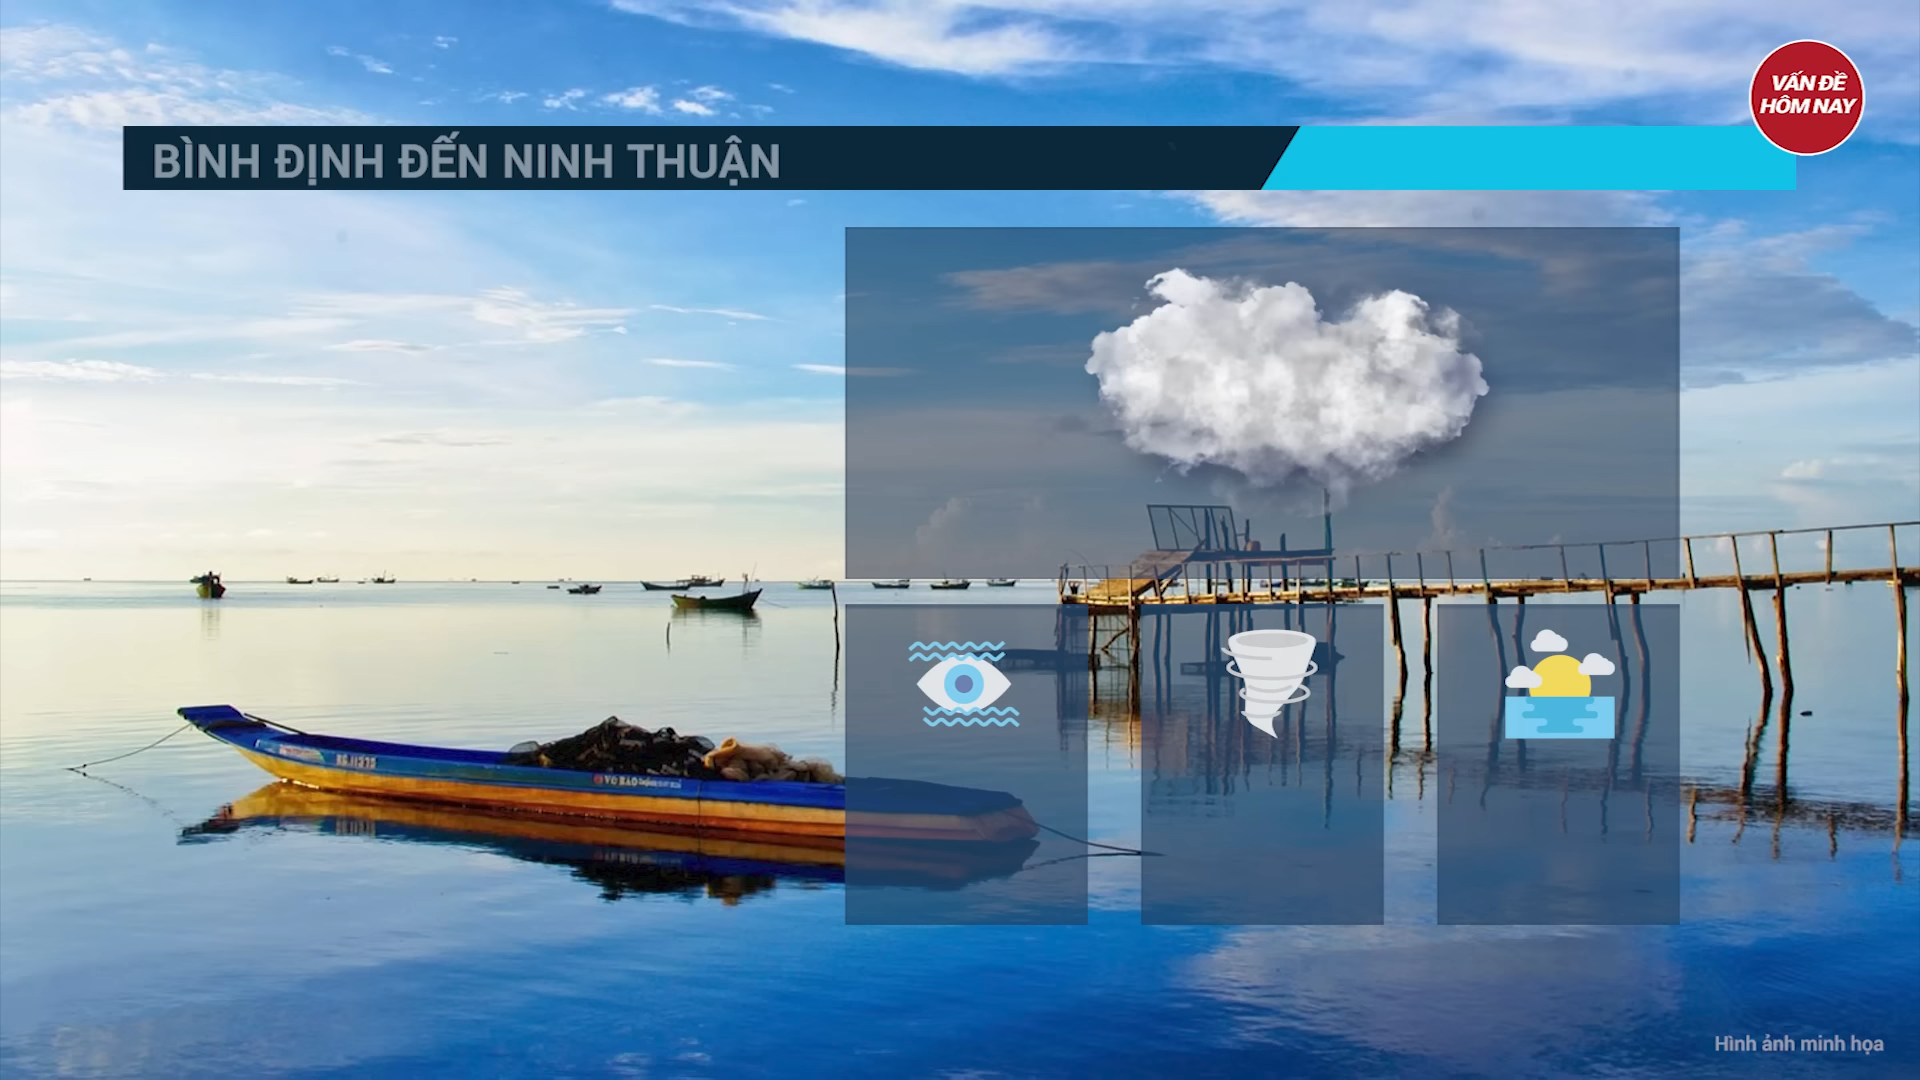 VẤN ĐỀ
HÔM NAY
BÌNH ĐỊNH ĐẾN NINH THUẬN
Hình ảnh minh họa